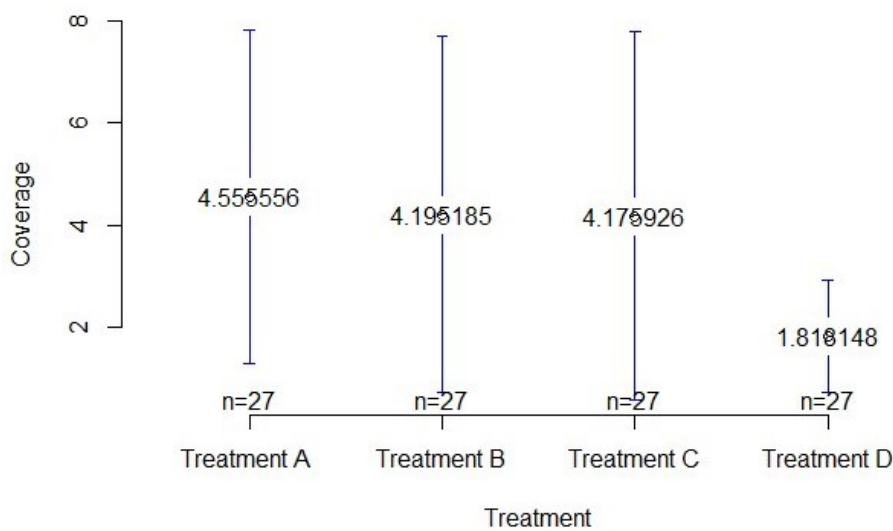 8
6
4
2
Coverage
4.555556
4.195185
4.175926
1.818148
n=27
n=27
n=27
n=27
Treatment A
Treatment B
Treatment C
Treatment D
Treatment